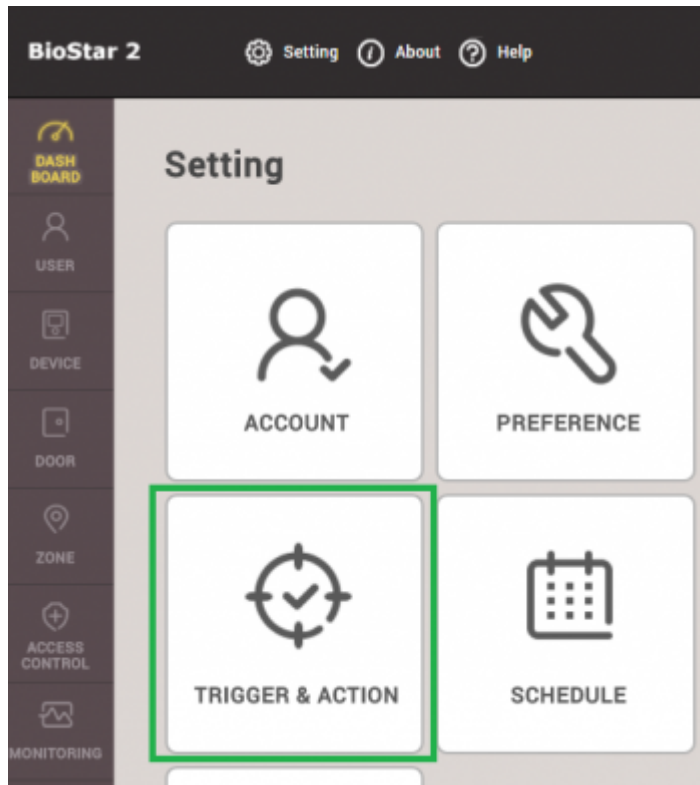 BioStar 2
Setting
About
Help
DASH
BOARD
USER
DEVICE
DOOR
ZONE
ACCESS
CONTROL
MONITORING
Setting
ACCOUNT
PREFERENCE
TRIGGER & ACTION
SCHEDULE